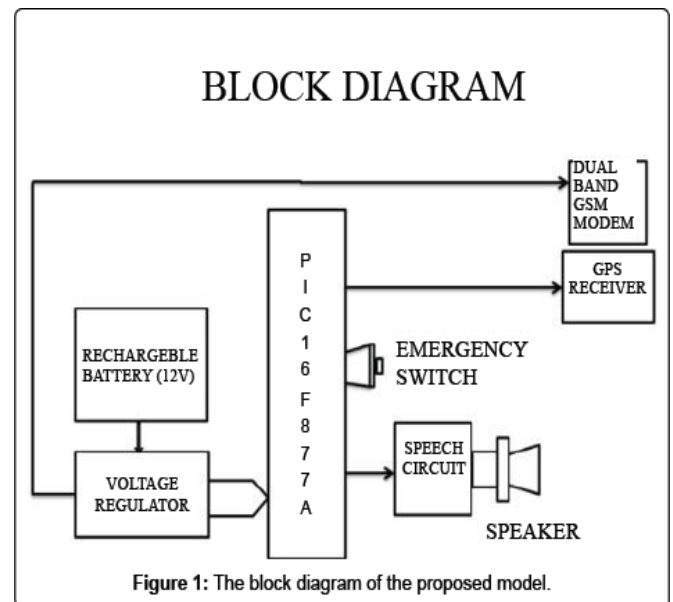 BLOCK DIAGRAM
DUAL
BAND
GSM
MODEM
GPS
RECEIVER
P
I
C
1
6
F
8
7
7
A
RECHARGEBLE
BATTERY (12V)
EMERGENCY
SWITCH
SPEECH
CIRCUIT
VOLTAGE
REGULATOR
SPEAKER
Figure 1: The block diagram of the proposed model.